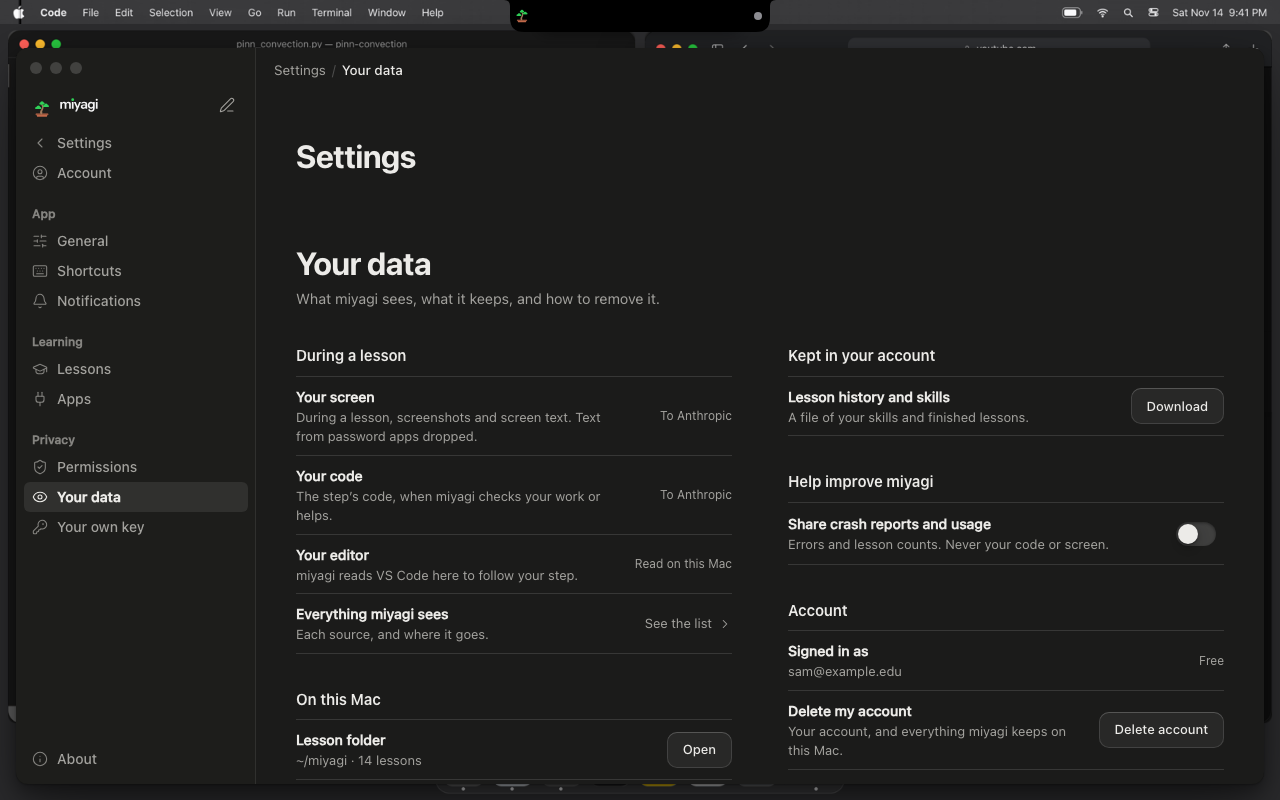 Code File Edit Selection View Go Run Terminal Window Help
Sat Nov 14 9:41 PM
pinn_convection.py — pinn-convection
miyagi
Settings
Account
App
General
Shortcuts
Notifications
Learning
Lessons
Apps
Privacy
Permissions
Your data
Your own key
About
Settings / Your data
Settings
Your data
What miyagi sees, what it keeps, and how to remove it.
During a lesson
Your screen
During a lesson, screenshots and screen text. Text
from password apps dropped.
To Anthropic
Your code
The step's code, when miyagi checks your work or
helps.
To Anthropic
Your editor
miyagi reads VS Code here to follow your step.
Read on this Mac
Everything miyagi sees
Each source, and where it goes.
See the list
On this Mac
Lesson folder
~/miyagi · 14 lessons
Open
Kept in your account
Lesson history and skills
A file of your skills and finished lessons.
Download
Help improve miyagi
Share crash reports and usage
Errors and lesson counts. Never your code or screen.
Account
Signed in as
sam@example.edu
Free
Delete my account
Your account, and everything miyagi keeps on
this Mac.
Delete account